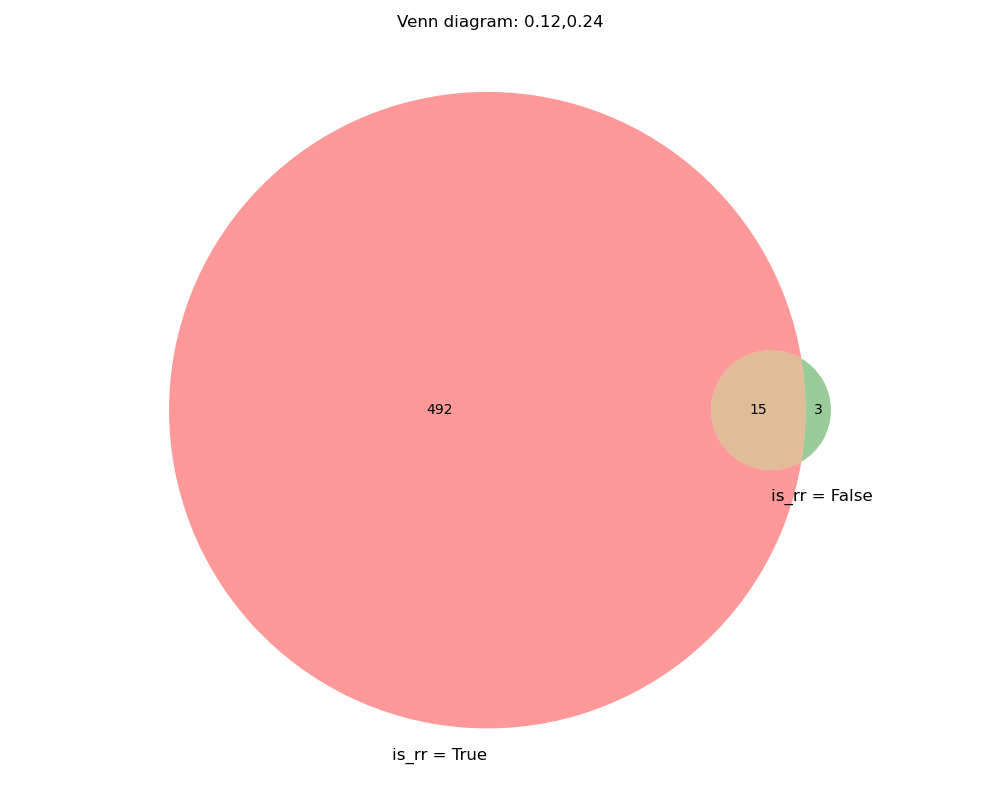 Venn diagram: 0.12,0.24
492
15
3
is_rr = False
is_rr = True